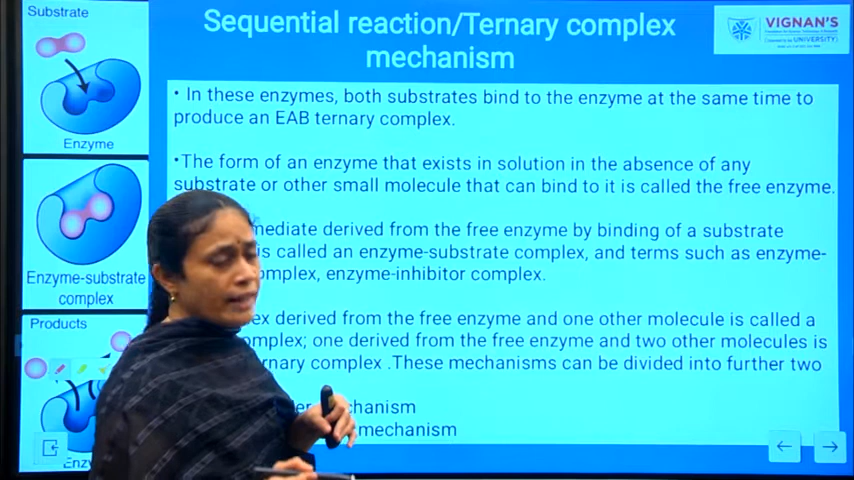 Substrate
Enzyme
Enzyme-substrate
complex
Products
Sequential reaction/Ternary complex
mechanism
VIGNAN'S
UNIVERSITY
• In these enzymes, both substrates bind to the enzyme at the same time to
produce an EAB ternary complex.
•The form of an enzyme that exists in solution in the absence of any
substrate or other small molecule that can bind to it is called the free enzyme.
mediate derived from the free enzyme by binding of a substrate
is called an enzyme-substrate complex, and terms such as enzyme-
omplex, enzyme-inhibitor complex.
ex derived from the free enzyme and one other molecule is called a
omplex; one derived from the free enzyme and two other molecules is
rnary complex .These mechanisms can be divided into further two
er chanism
mechanism